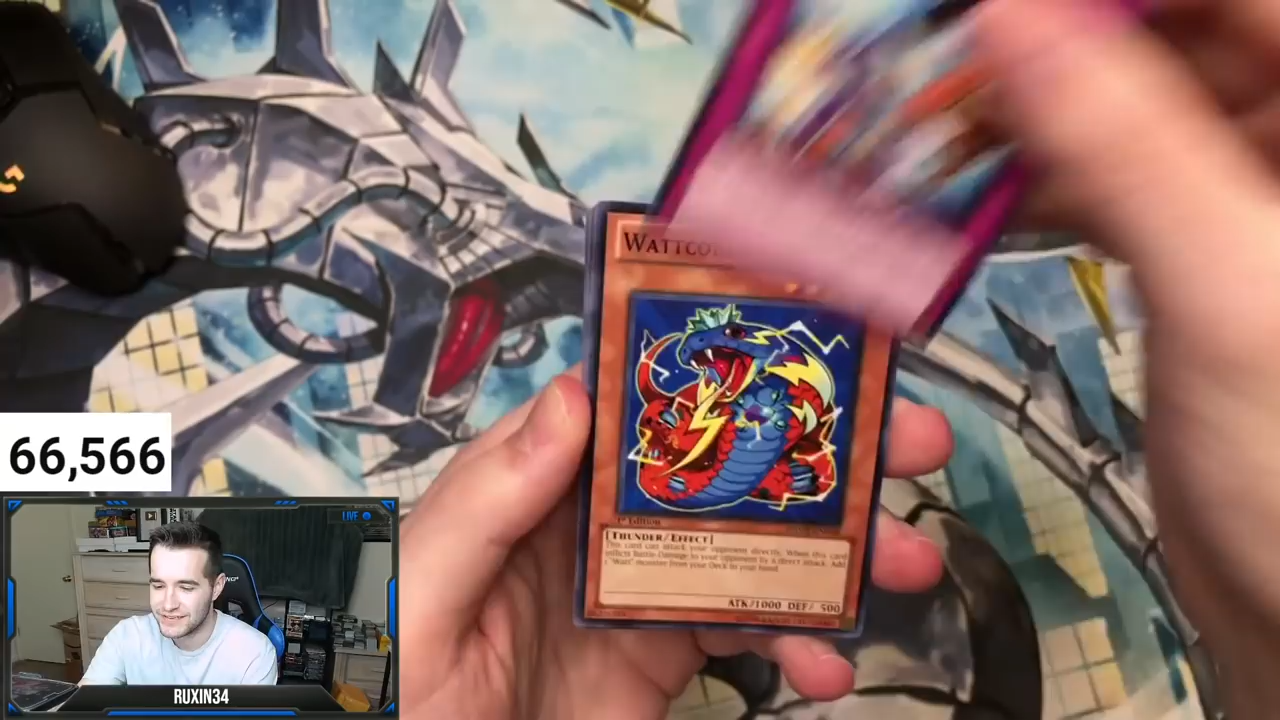 WATTCO
1st Edition
[THUNDER/EFFECT]
This card can attack your opponent directly. When this card
inflicts Battle Damage to your opponent by a direct attack: Add
1 "Watt" monster from your Deck to your hand.
ATK/1000 DEF/ 500
66,566
LIVE
RUXIN34